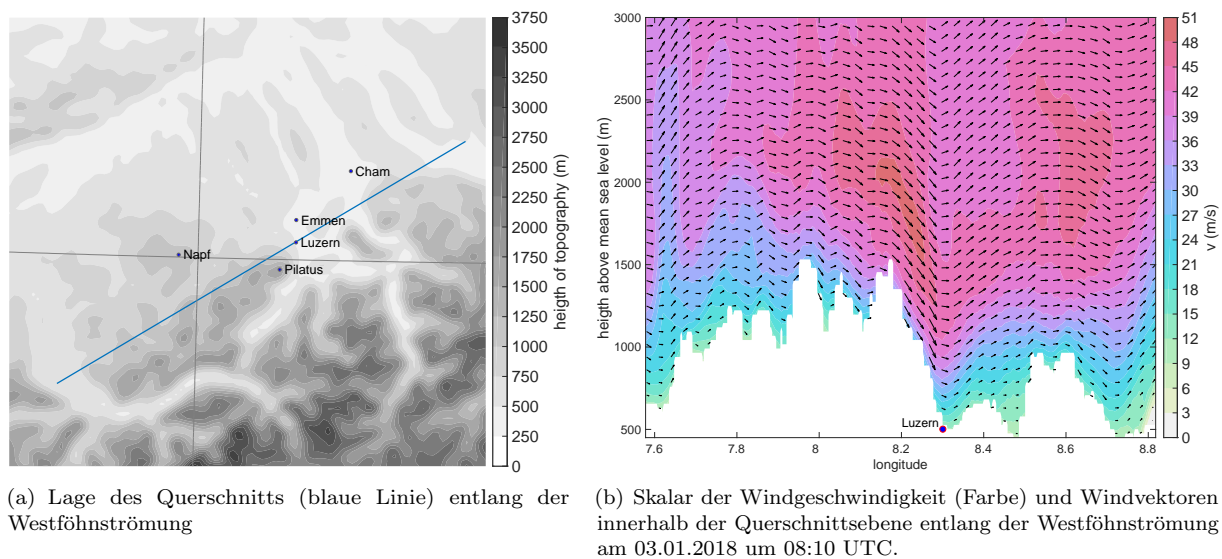 3750
3500
3250
3000
2750
2500
2250
2000
1750
1500
1250
1000
750
500
250
0
heigth of topography (m)
Cham
Emmen
Luzern
Napf
Pilatus
(a) Lage des Querschnitts (blaue Linie) entlang der
Westföhnströmung
3000
2500
2000
1500
1000
500
heigth above mean sea level (m)
Luzern
7.6 7.8 8 8.2 8.4 8.6 8.8
longitude
51
48
45
42
39
36
33
30
27
24
21
18
15
12
9
6
3
0
v (m/s)
(b) Skalar der Windgeschwindigkeit (Farbe) und Windvektoren
innerhalb der Querschnittsebene entlang der Westföhnströmung
am 03.01.2018 um 08:10 UTC.